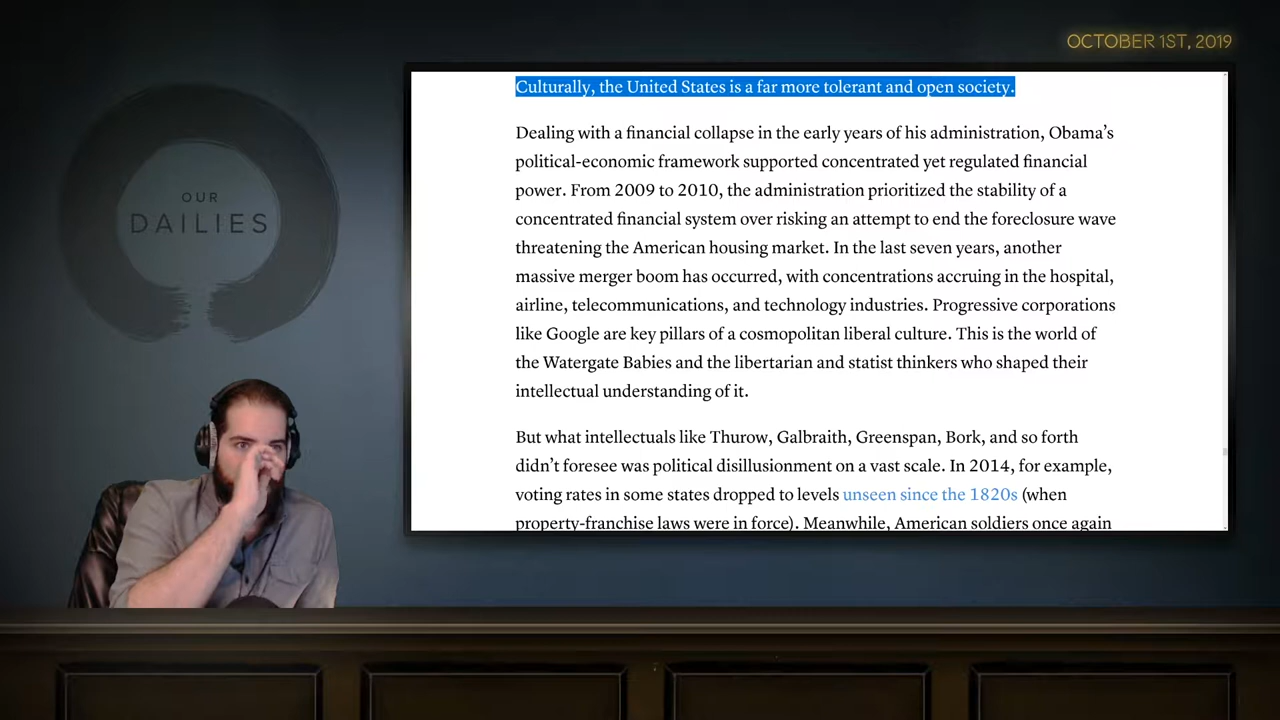 OCTOBER 1ST, 2019
OUR
DAILIES
Culturally, the United States is a far more tolerant and open society.
Dealing with a financial collapse in the early years of his administration, Obama’s
political-economic framework supported concentrated yet regulated financial
power. From 2009 to 2010, the administration prioritized the stability of a
concentrated financial system over risking an attempt to end the foreclosure wave
threatening the American housing market. In the last seven years, another
massive merger boom has occurred, with concentrations accruing in the hospital,
airline, telecommunications, and technology industries. Progressive corporations
like Google are key pillars of a cosmopolitan liberal culture. This is the world of
the Watergate Babies and the libertarian and statist thinkers who shaped their
intellectual understanding of it.
But what intellectuals like Thurow, Galbraith, Greenspan, Bork, and so forth
didn’t foresee was political disillusionment on a vast scale. In 2014, for example,
voting rates in some states dropped to levels unseen since the 1820s (when
property-franchise laws were in force). Meanwhile, American soldiers once again